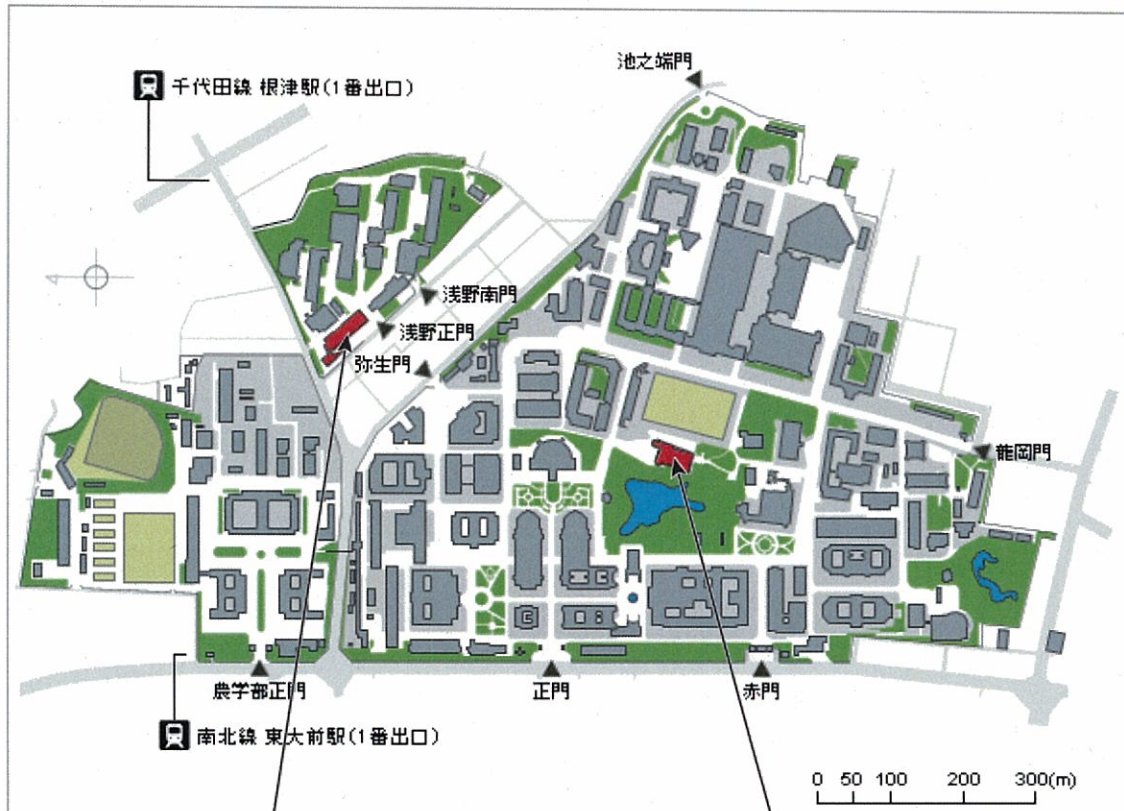 池之端門
千代田線 根津駅(1番出口)
浅野南門
浅野正門
弥生門
龍岡門
農学部正門
正門
赤門
南北線 東大前駅(1番出口)
0 50 100 200 300(m)